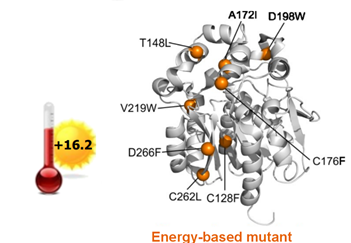 A172I D198W
T148L
+16.2
V219W
D266F
C176F
C262L C128F
Energy-based mutant